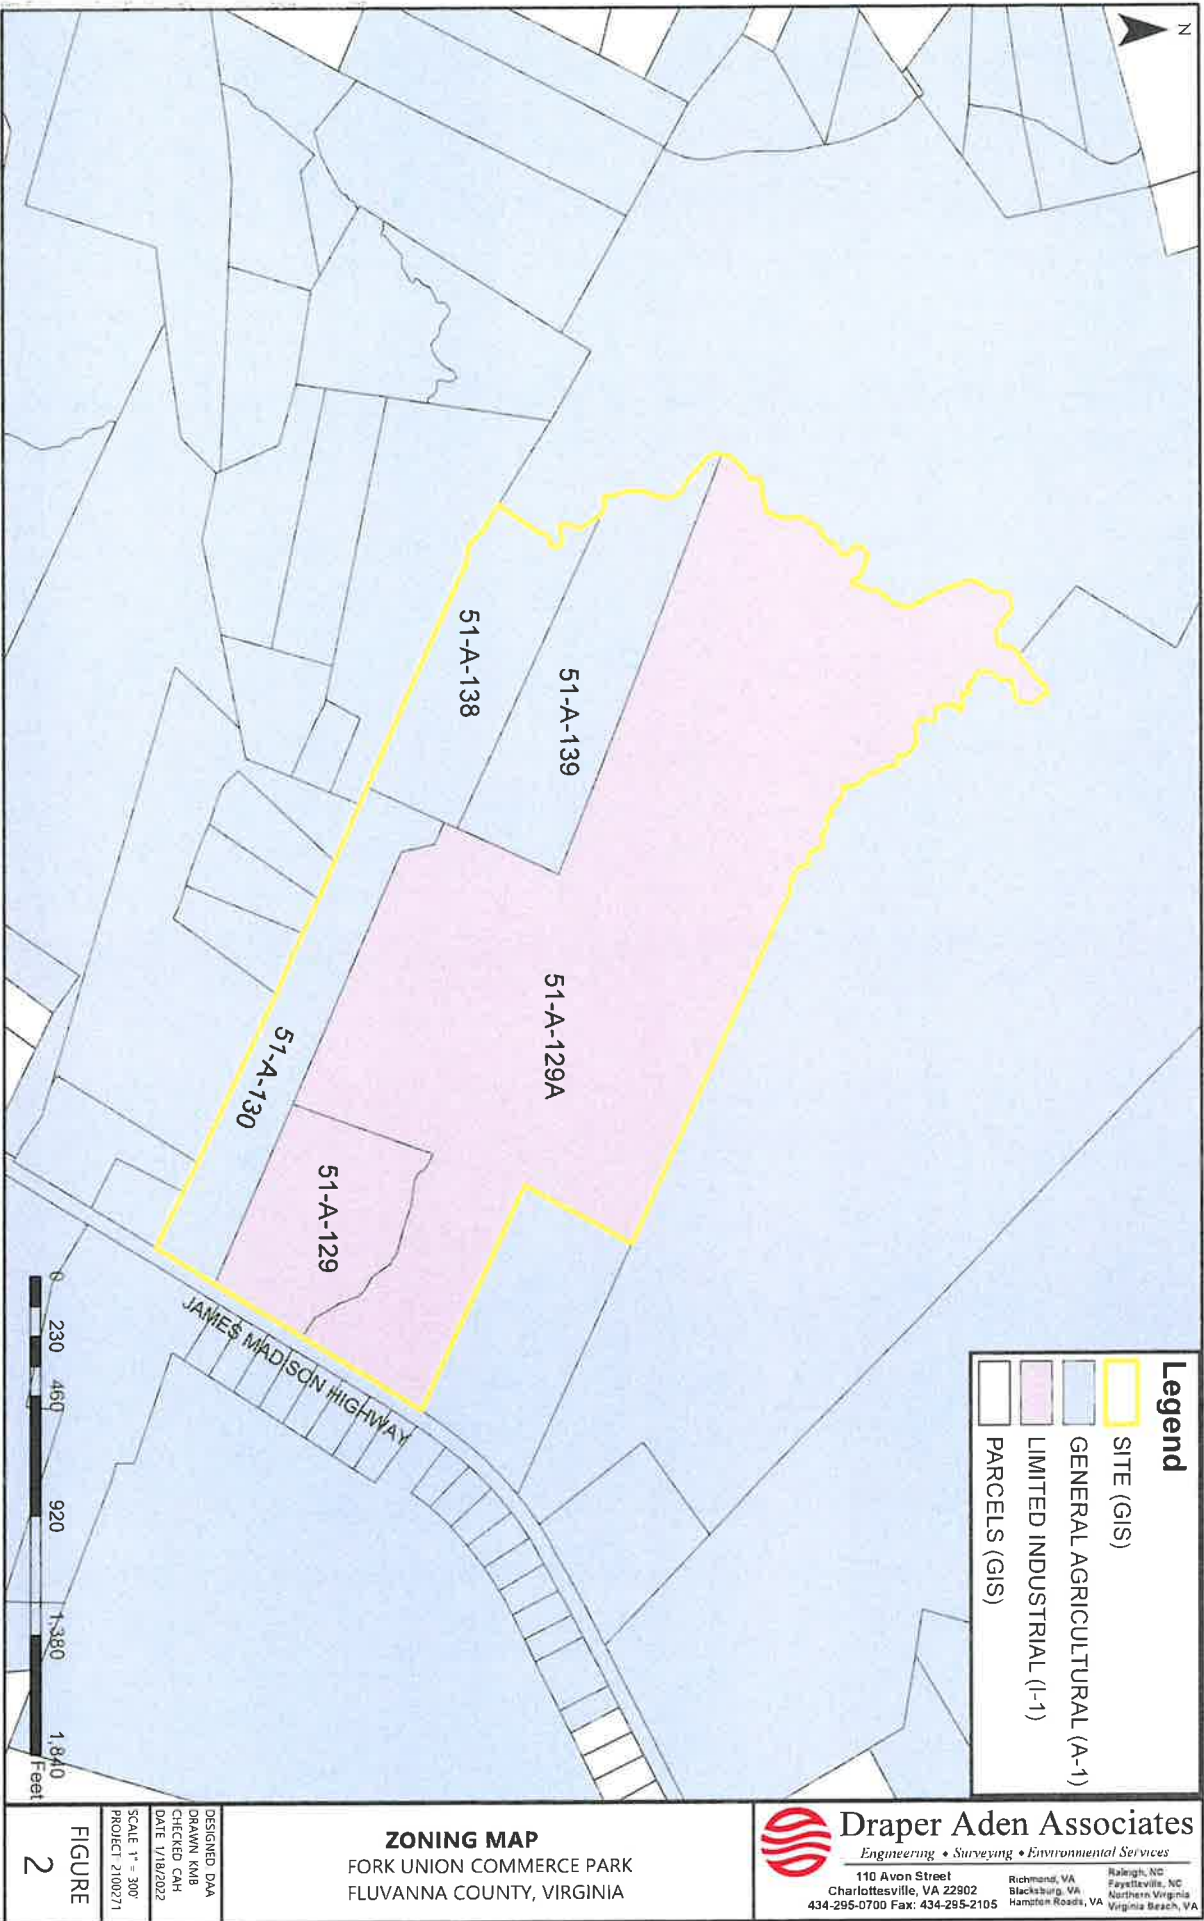 N
Legend
SITE (GIS)
GENERAL AGRICULTURAL (A-1)
LIMITED INDUSTRIAL (I-1)
PARCELS (GIS)
51-A-138
51-A-139
51-A-129A
51-A-130
51-A-129
JAMES MADISON HIGHWAY
0 230 460 920 1,380 1,840
Feet
Draper Aden Associates
Engineering • Surveying • Environmental Services
110 Avon Street
Charlottesville, VA 22902
434-295-0700 Fax: 434-295-2105
Richmond, VA
Blacksburg, VA
Hampton Roads, VA
Raleigh, NC
Fayetteville, NC
Northern Virginia
Virginia Beach, VA
ZONING MAP
FORK UNION COMMERCE PARK
FLUVANNA COUNTY, VIRGINIA
DESIGNED DAA
DRAWN KMB
CHECKED CAH
DATE 1/18/2022
SCALE 1" = 300'
PROJECT 2100271
FIGURE
2